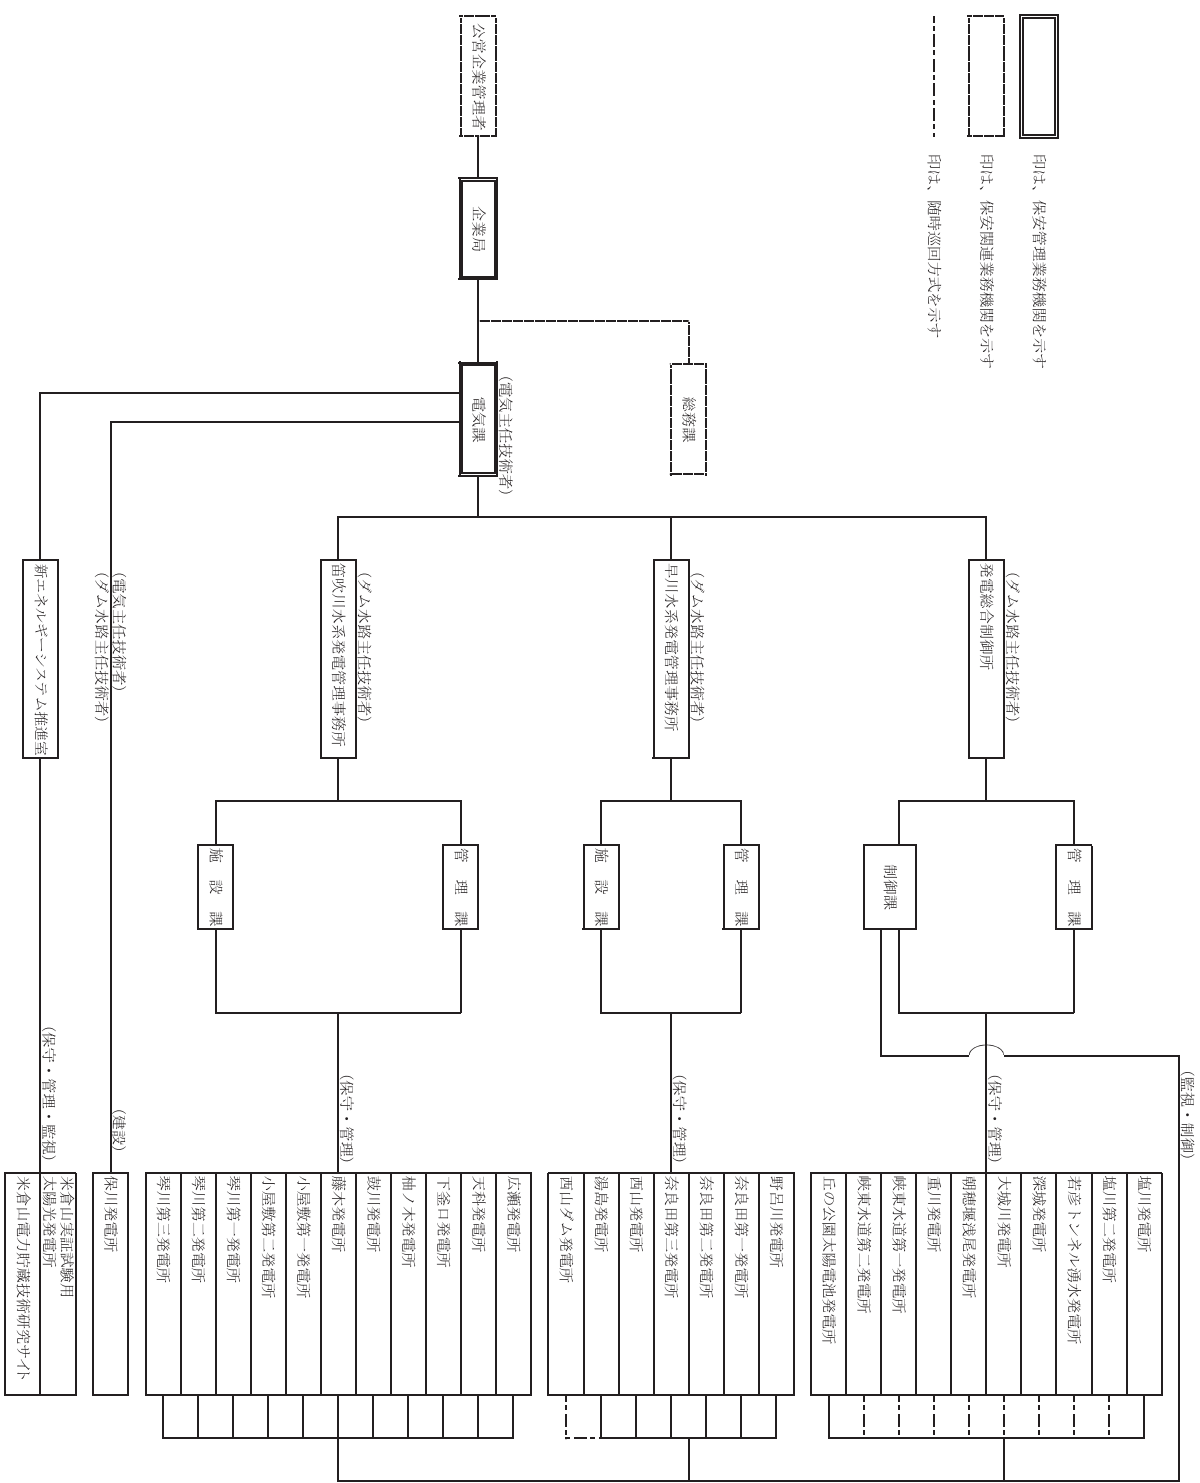 印は、保安管理業務機関を示す
印は、保安関連業務機関を示す
印は、随時巡回方式を示す
公営企業管理者
企業局
総務課
(電気主任技術者)
電気課
(ダム水路主任技術者)
発電総合制御所
(ダム水路主任技術者)
早川水系発電管理事務所
(ダム水路主任技術者)
笛吹川水系発電管理事務所
(電気主任技術者)
(ダム水路主任技術者)
新エネルギーシステム推進室
管理課
制御課
管理課
施設課
管理課
施設課
(監視・制御)
(保守・管理)
(保守・管理)
(保守・管理)
(建設)
(保守・管理・監視)
塩川発電所
塩川第二発電所
若彦トンネル湧水発電所
深城発電所
大城川発電所
朝穂堰浅尾発電所
重川発電所
峡東水道第一発電所
峡東水道第二発電所
丘の公園太陽電池発電所
野呂川発電所
奈良田第一発電所
奈良田第二発電所
奈良田第三発電所
西山発電所
湯島発電所
西山ダム発電所
広瀬発電所
天科発電所
下釜口発電所
柚ノ木発電所
鼓川発電所
藤木発電所
小屋敷第一発電所
小屋敷第二発電所
琴川第一発電所
琴川第二発電所
琴川第三発電所
保川発電所
米倉山実証試験用
太陽光発電所
米倉山電力貯蔵技術研究サイト